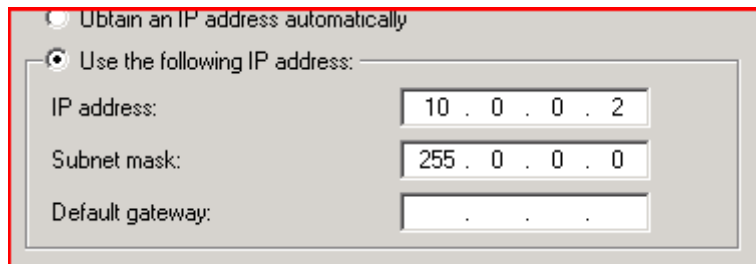 Obtain an IP address automatically
Use the following IP address:
IP address: 10 . 0 . 0 . 2
Subnet mask: 255 . 0 . 0 . 0
Default gateway: . . .